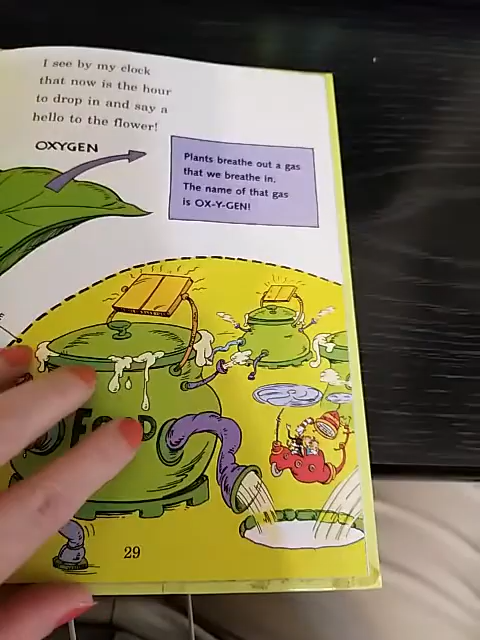 I see by my clock
that now is the hour
to drop in and say a
hello to the flower!
OXYGEN
Plants breathe out a gas
that we breathe in.
The name of that gas
is OX-Y-GEN!
29